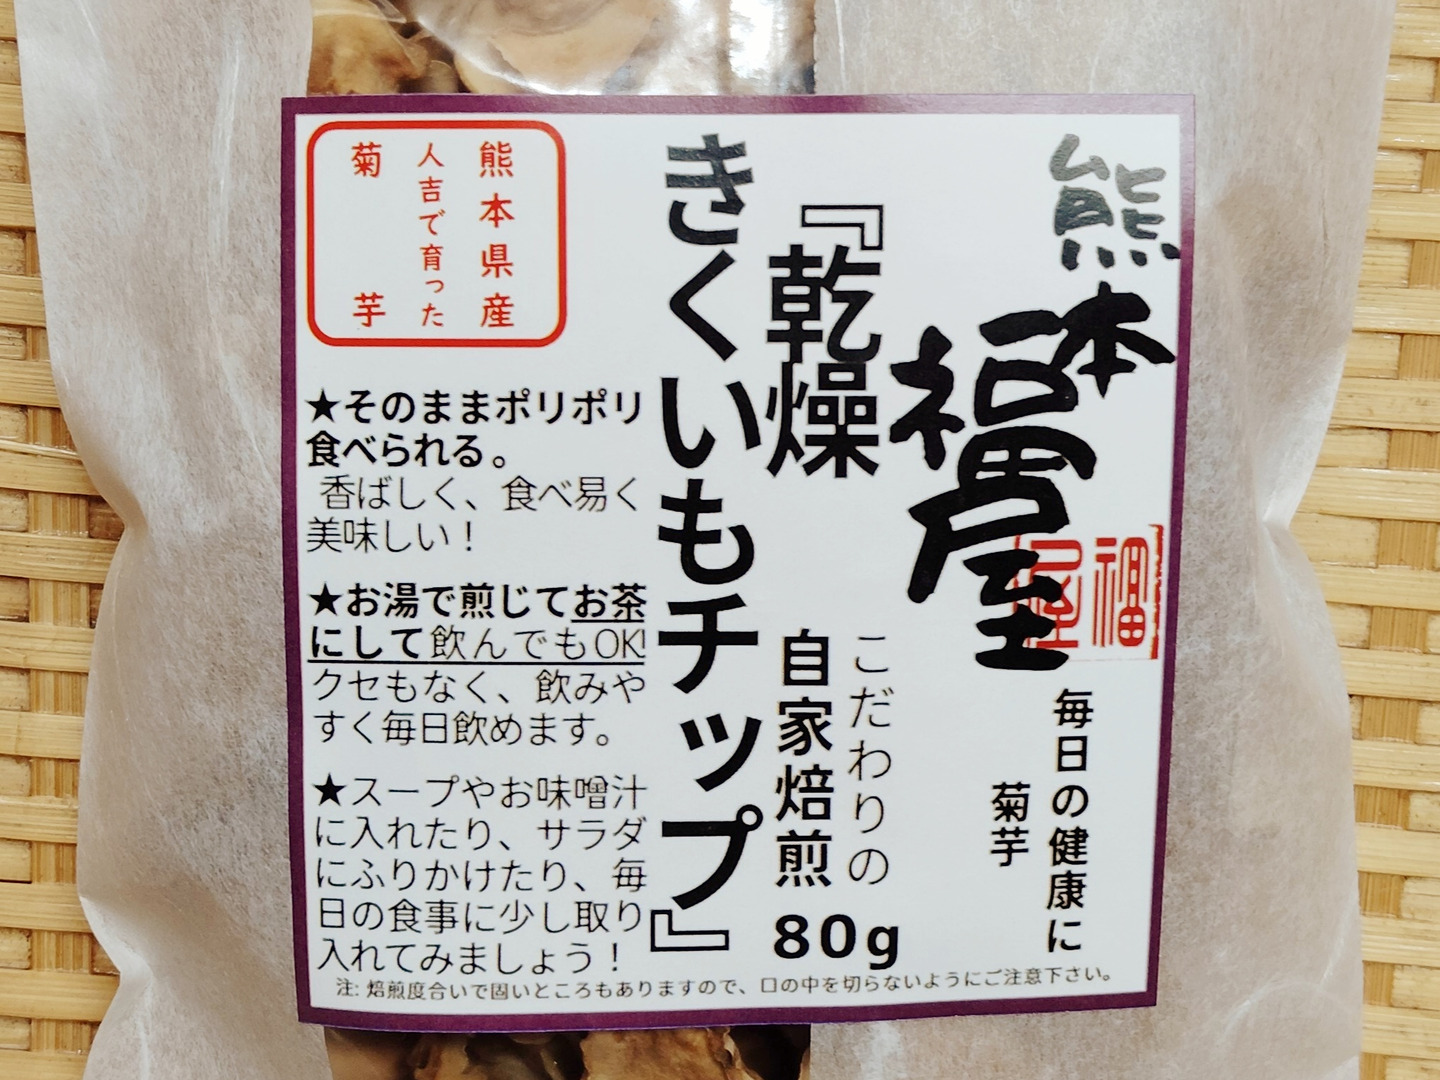 熊本
福屋
福屋
毎日の健康に
菊芋
『乾燥
きくいもチップ』
こだわりの
自家焙煎
80g
熊本県産
人吉で育った
菊芋
★そのままポリポリ
食べられる。
香ばしく、食べ易く
美味しい！
★お湯で煎じてお茶
にして飲んでもOK!
クセもなく、飲みや
すく毎日飲めます。
★スープやお味噌汁
に入れたり、サラダ
にふりかけたり、毎
日の食事に少し取り
入れてみましょう！
注: 焙煎度合いで固いところもありますので、口の中を切らないようにご注意下さい。